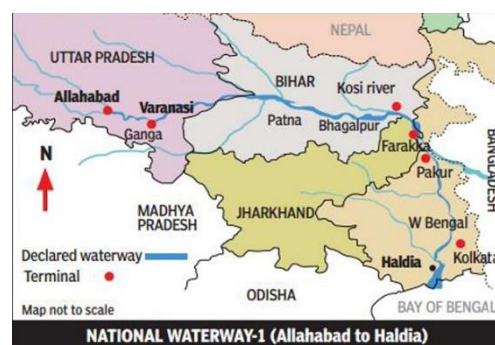 NEPAL
UTTAR PRADESH
BIHAR
Kosi river
Allahabad
Varanasi
Ganga
Patna
Bhagalpur
Farakka
Pakur
BANGLADESH
N
MADHYA
PRADESH
JHARKHAND
W Bengal
Kolkata
Declared waterway
Haldia
Terminal
ODISHA
Map not to scale
BAY OF BENGAL
NATIONAL WATERWAY-1 (Allahabad to Haldia)